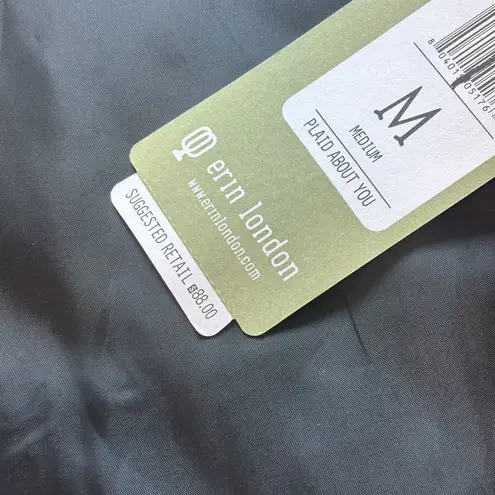 M
MEDIUM
PLAID ABOUT YOU
erin london
www.erinlondon.com
SUGGESTED RETAIL $88.00